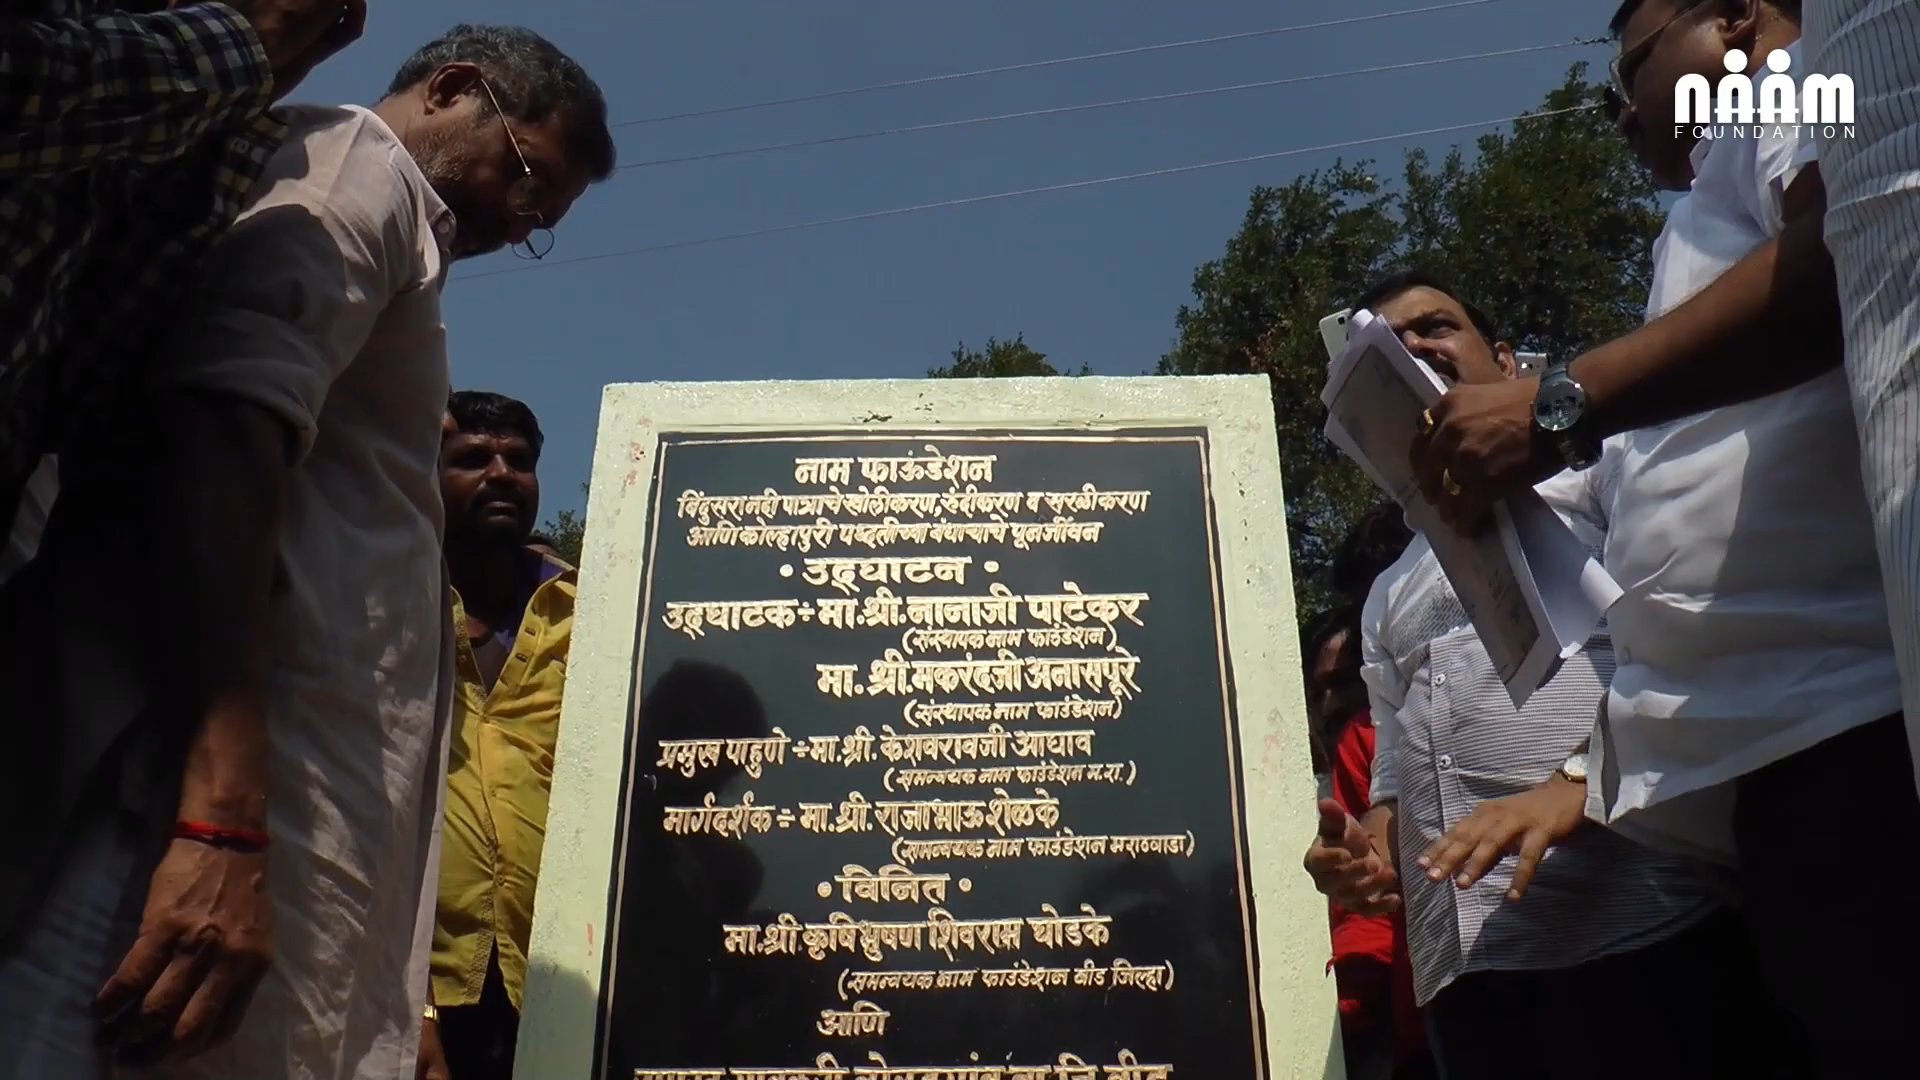 NAAM
FOUNDATION
नाम फाऊंडेशन
बिंदुसरा नदी पात्राचे खोलीकरण, रुंदीकरण व सरळीकरण
आणि कोल्हापुरी पध्दतीच्या बंधाऱ्याचे पूनर्जीवन
• उद्‌घाटन •
उद्‌घाटक ÷ मा. श्री. नानाजी पाटेकर
(संस्थापक नाम फाउंडेशन)
मा. श्री. मकरंदजी अनासपूरे
(संस्थापक नाम फाउंडेशन)
प्रमुख पाहुणे ÷ मा. श्री. केशवरावजी आघाव
(समन्वयक नाम फाउंडेशन म.रा.)
मार्गदर्शक ÷ मा. श्री. राजाभाऊ शेळके
(समन्वयक नाम फाउंडेशन मराठवाडा)
• विनित •
मा. श्री. कृषिभुषण शिवराम घोडके
(समन्वयक नाम फाउंडेशन बीड जिल्हा)
आणि